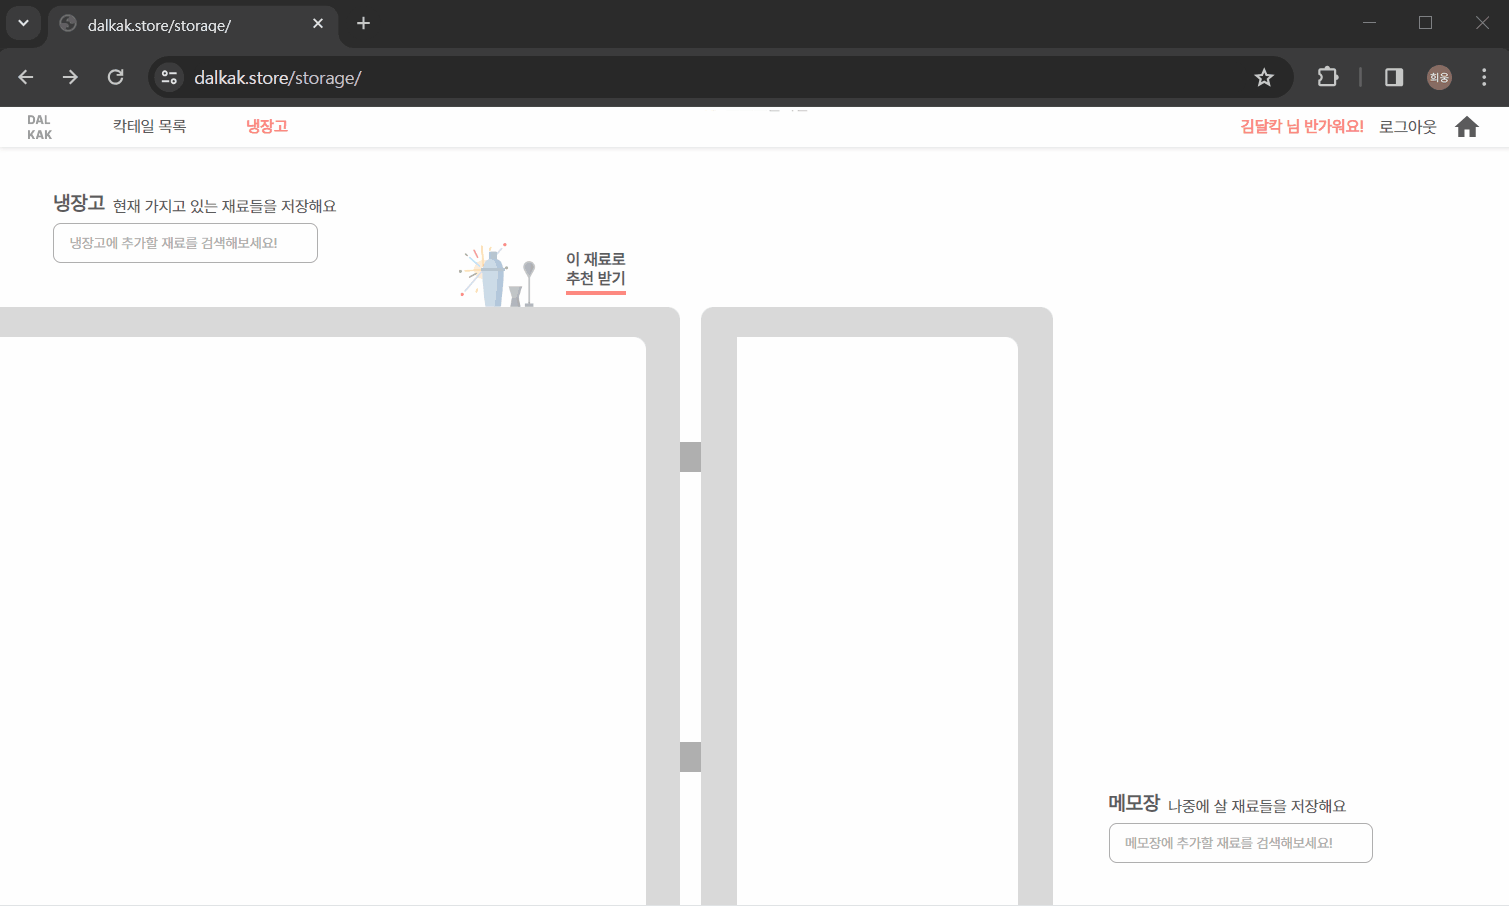 dalkak.store/storage/
dalkak.store/storage/
희웅
DAL
KAK
칵테일 목록
냉장고
김달칵 님 반가워요!
로그아웃
냉장고 현재 가지고 있는 재료들을 저장해요
냉장고에 추가할 재료를 검색해보세요!
이 재료로
추천 받기
메모장 나중에 살 재료들을 저장해요
메모장에 추가할 재료를 검색해보세요!